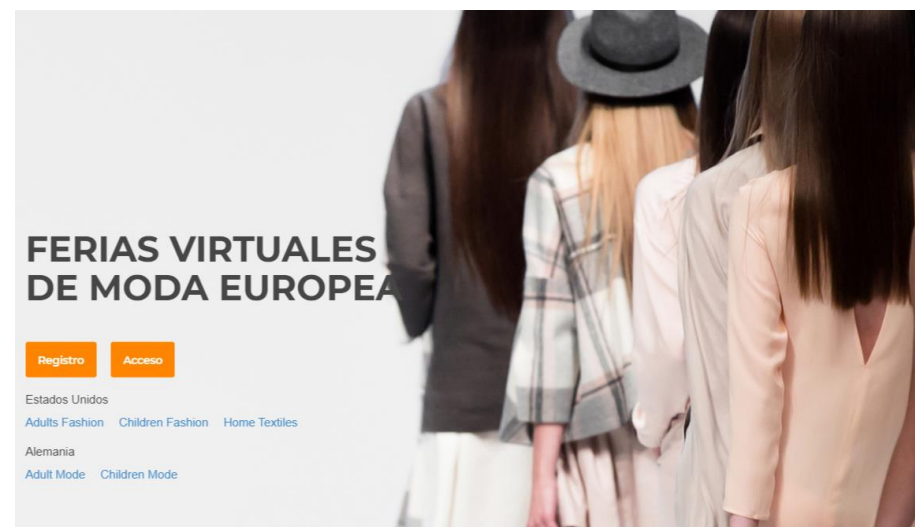 FERIAS VIRTUALES
DE MODA EUROPEA
Registro Acceso
Estados Unidos
Adults Fashion Children Fashion Home Textiles
Alemania
Adult Mode Children Mode